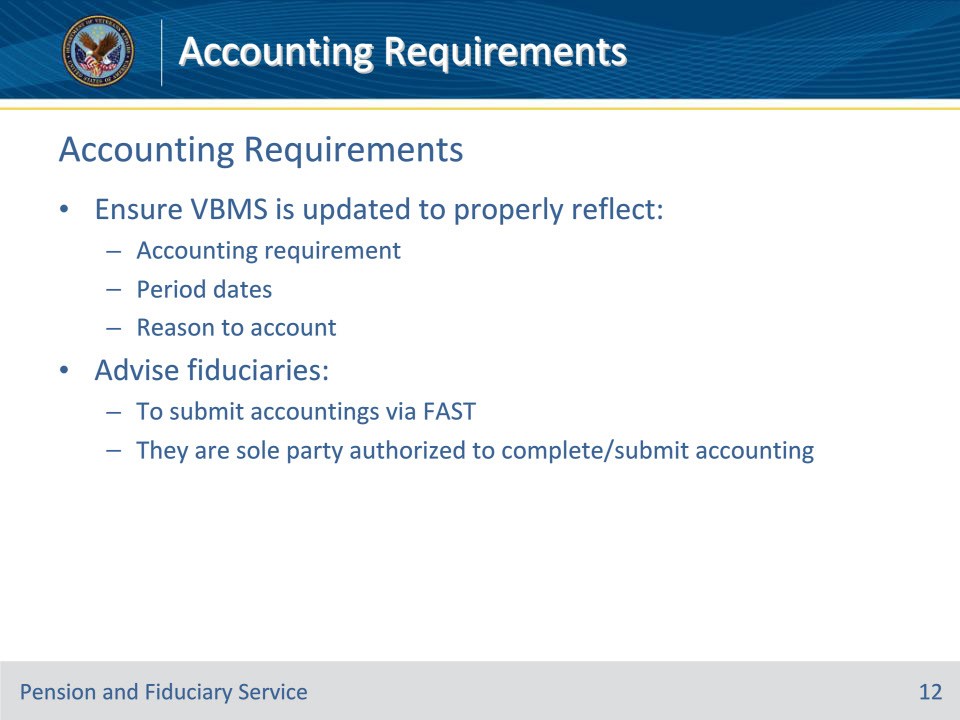 Accounting Requirements
Accounting Requirements
• Ensure VBMS is updated to properly reflect:
– Accounting requirement
– Period dates
– Reason to account
• Advise fiduciaries:
– To submit accountings via FAST
– They are sole party authorized to complete/submit accounting
Pension and Fiduciary Service
12